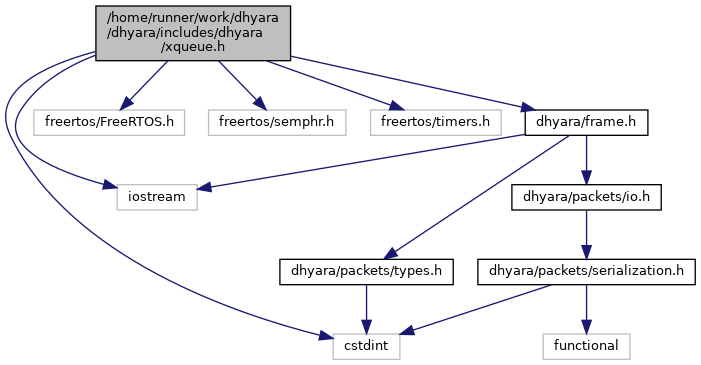 /home/runner/work/dhyara
/dhyara/includes/dhyara
/xqueue.h
freertos/FreeRTOS.h
freertos/semphr.h
freertos/timers.h
dhyara/frame.h
iostream
dhyara/packets/io.h
dhyara/packets/types.h
dhyara/packets/serialization.h
cstdint
functional